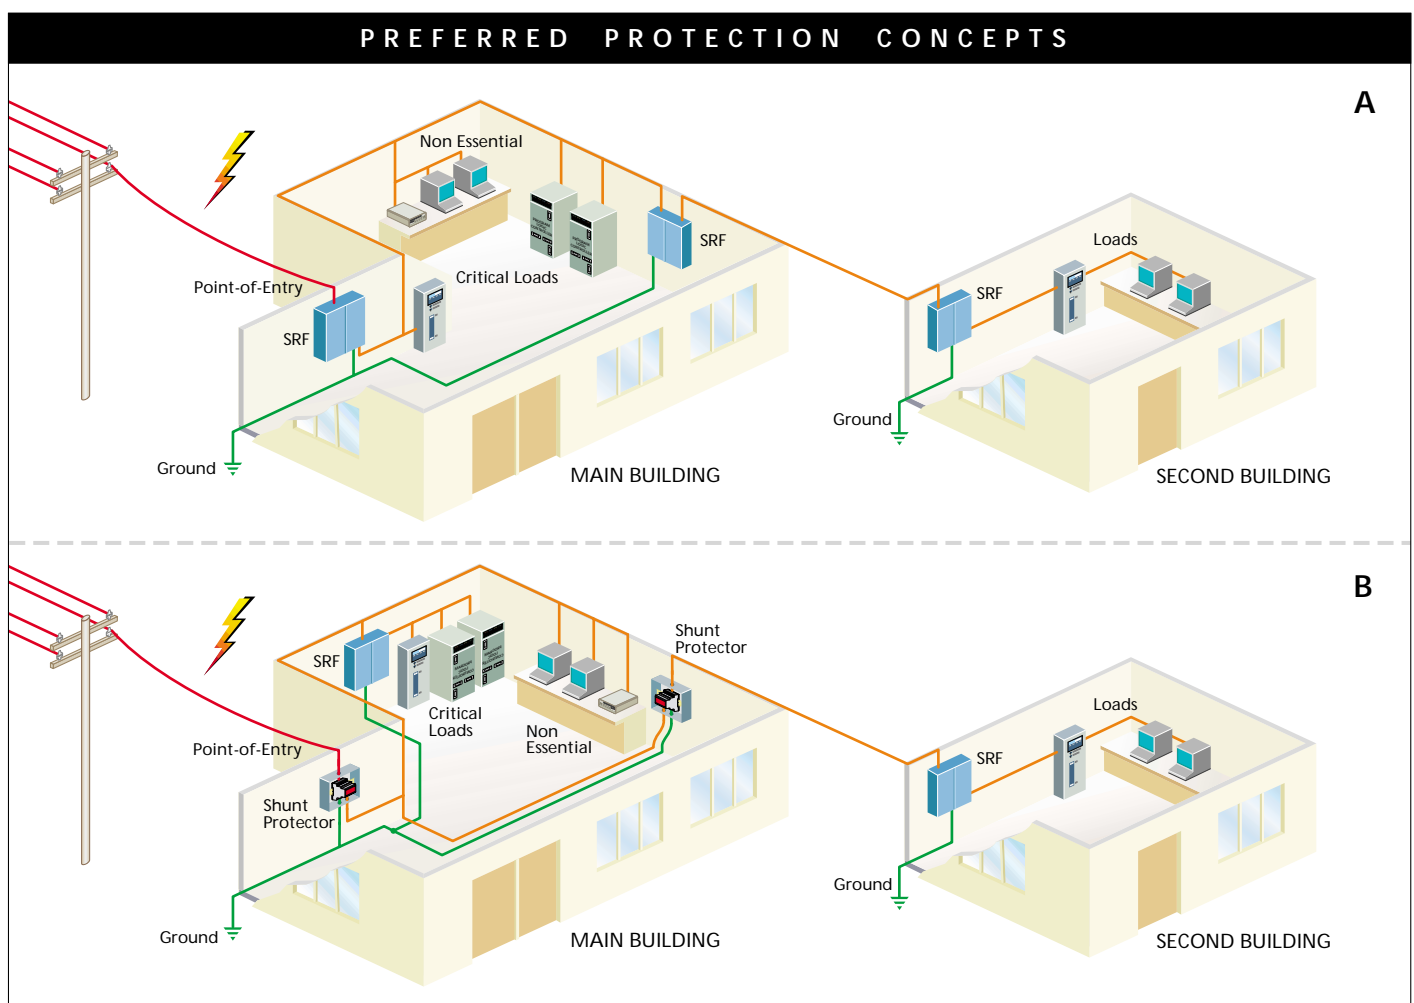 PREFERRED PROTECTION CONCEPTS
A
Non Essential
SRF
Critical Loads
Point-of-Entry
SRF
Ground
MAIN BUILDING
Loads
SRF
Ground
SECOND BUILDING
B
Shunt
Protector
SRF
Critical
Loads
Non
Essential
Point-of-Entry
Shunt
Protector
Ground
MAIN BUILDING
Loads
SRF
Ground
SECOND BUILDING